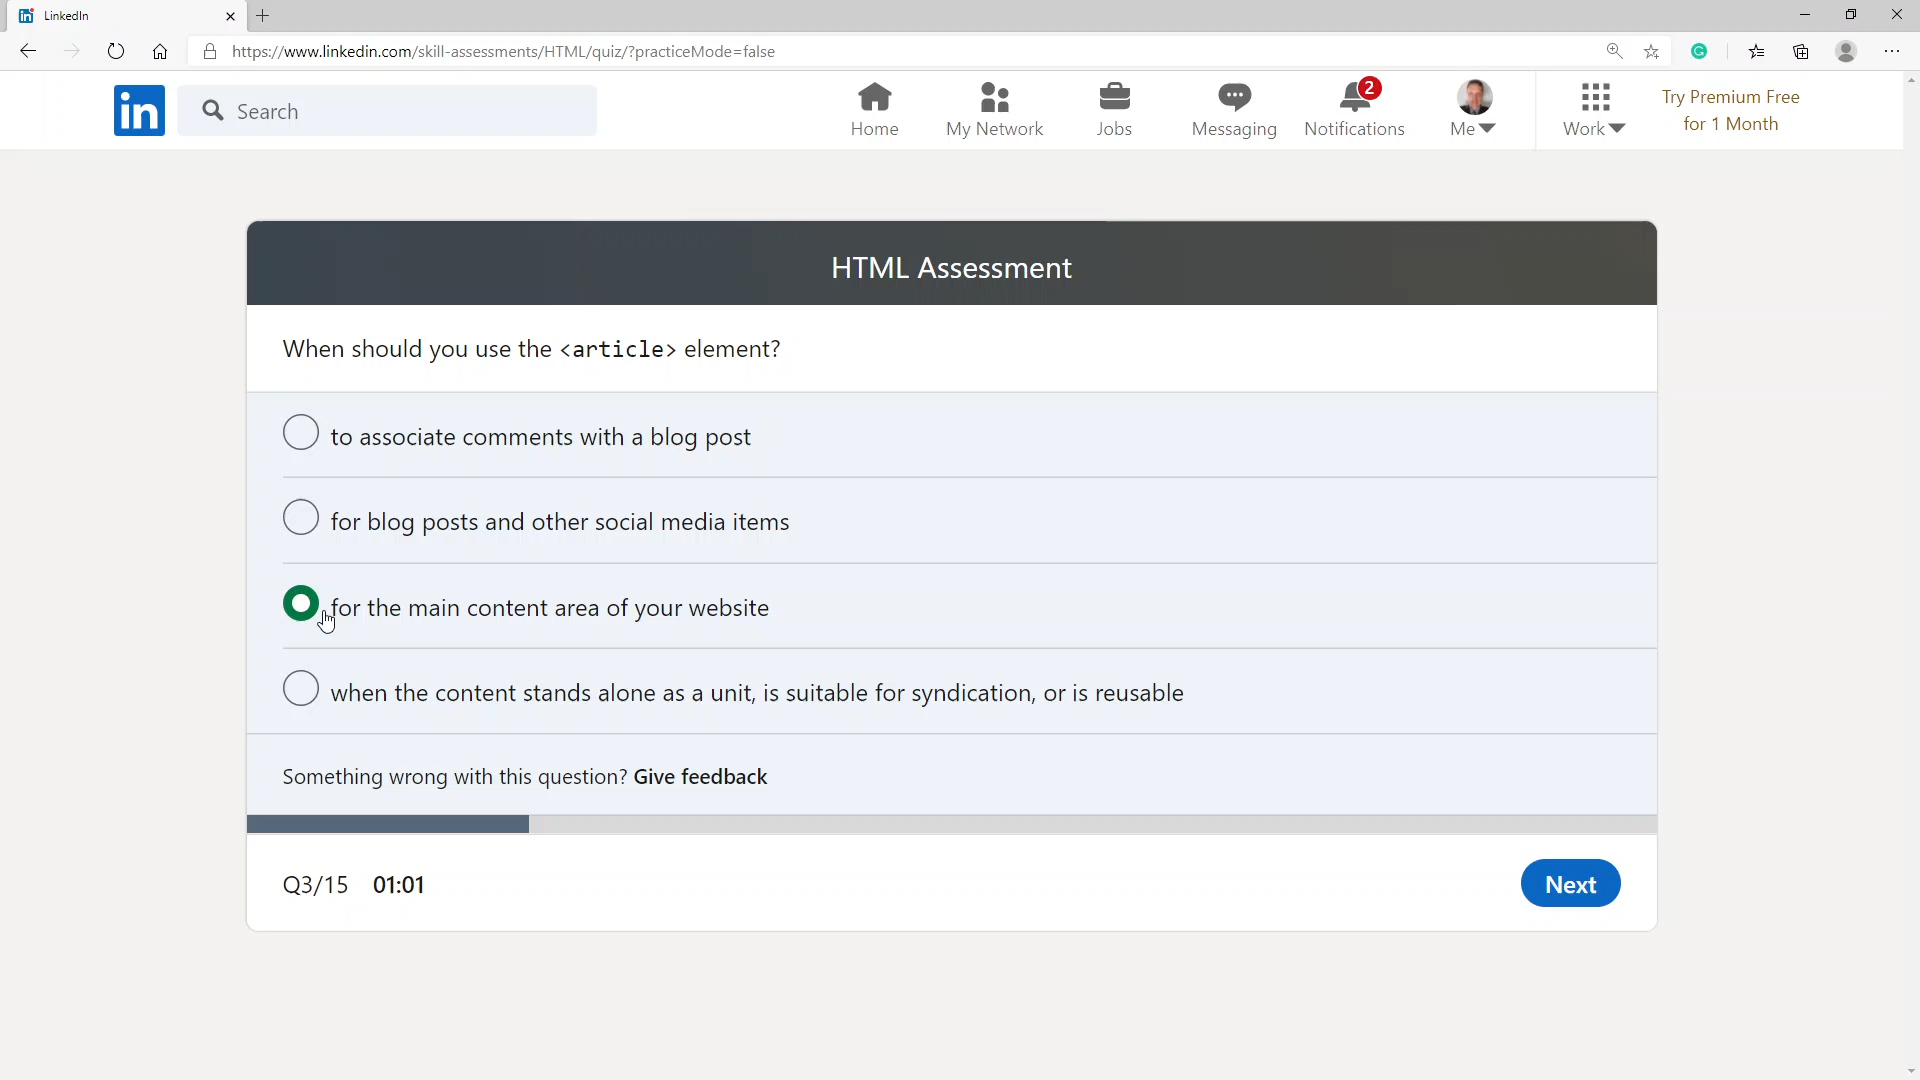 LinkedIn
https://www.linkedin.com/skill-assessments/HTML/quiz/?practiceMode=false
in
Search
Home
My Network
Jobs
Messaging
2
Notifications
Me
Work
Try Premium Free
for 1 Month
HTML Assessment
When should you use the <article> element?
to associate comments with a blog post
for blog posts and other social media items
for the main content area of your website
when the content stands alone as a unit, is suitable for syndication, or is reusable
Something wrong with this question? Give feedback
Q3/15 01:01
Next